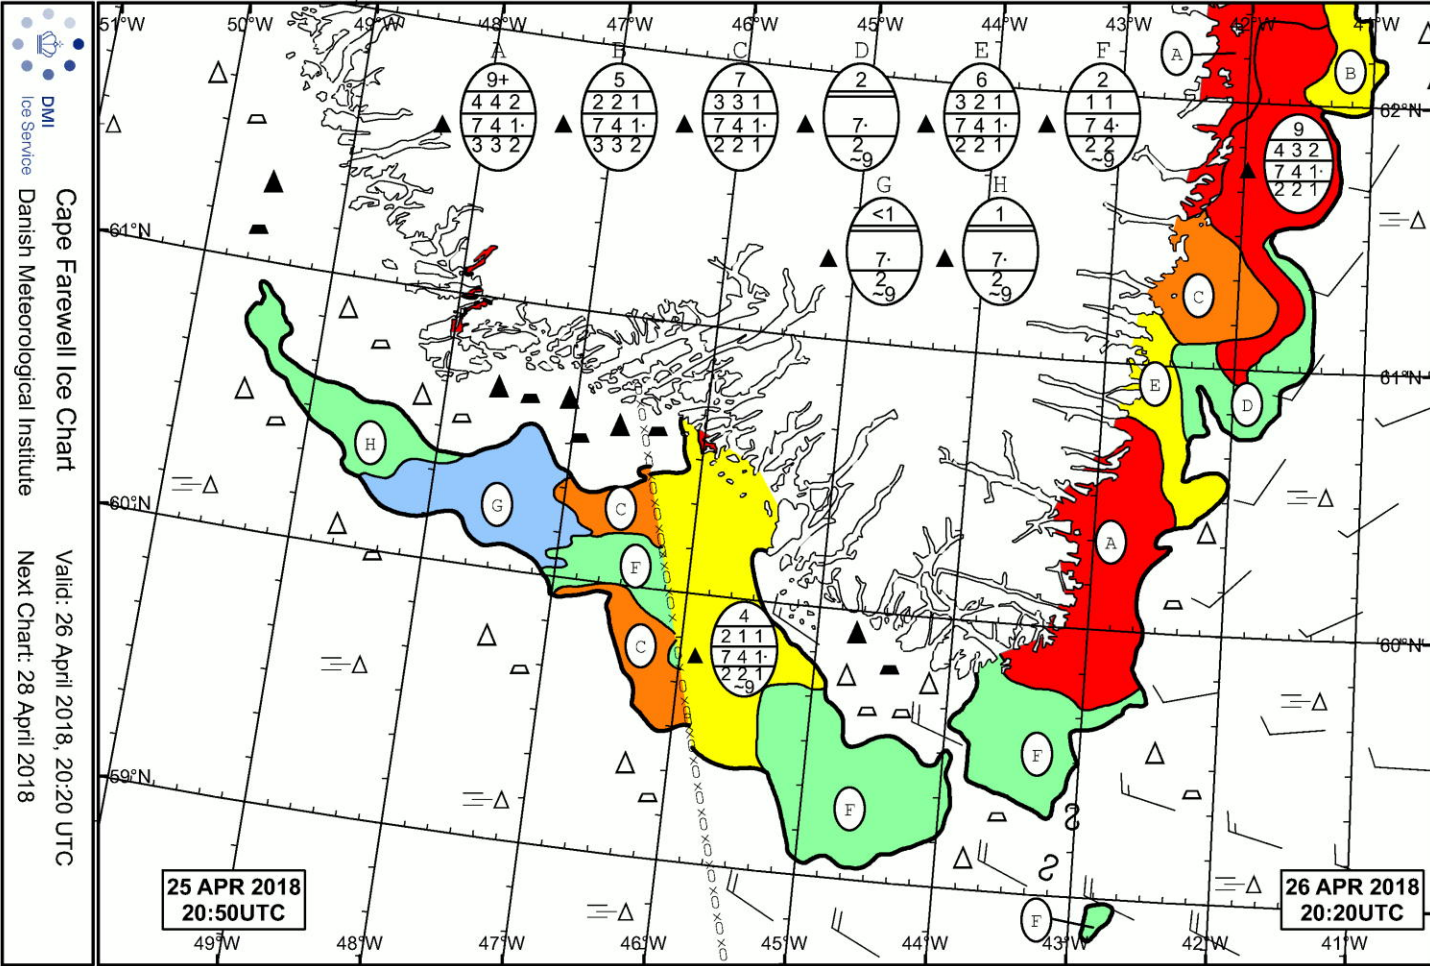 DMI
Ice Service
Cape Farewell Ice Chart
Danish Meteorological Institute
Valid: 26 April 2018, 20:20 UTC
Next Chart: 28 April 2018
51°W 50°W 49°W 48°W 47°W 46°W 45°W 44°W 43°W 42°W 41°W
A
9+
4 4 2
7 4 1·
3 3 2
B
5
2 2 1
7 4 1·
3 3 2
C
7
3 3 1
7 4 1·
2 2 1
D
2
7·
2
~9
E
6
3 2 1
7 4 1·
2 2 1
F
2
1 1
7 4·
2 2
~9
G
<1
7·
2
~9
H
1
7·
2
~9
A
B
62°N
9
4 3 2
7 4 1·
2 2 1
61°N
C
61°N
E
D
H
G
C
60°N
A
F
C
4
2 1 1
7 4 1·
2 2 1
~9
60°N
F
F
59°N
25 APR 2018
20:50UTC
26 APR 2018
20:20UTC
F
49°W 48°W 47°W 46°W 45°W 44°W 43°W 42°W 41°W